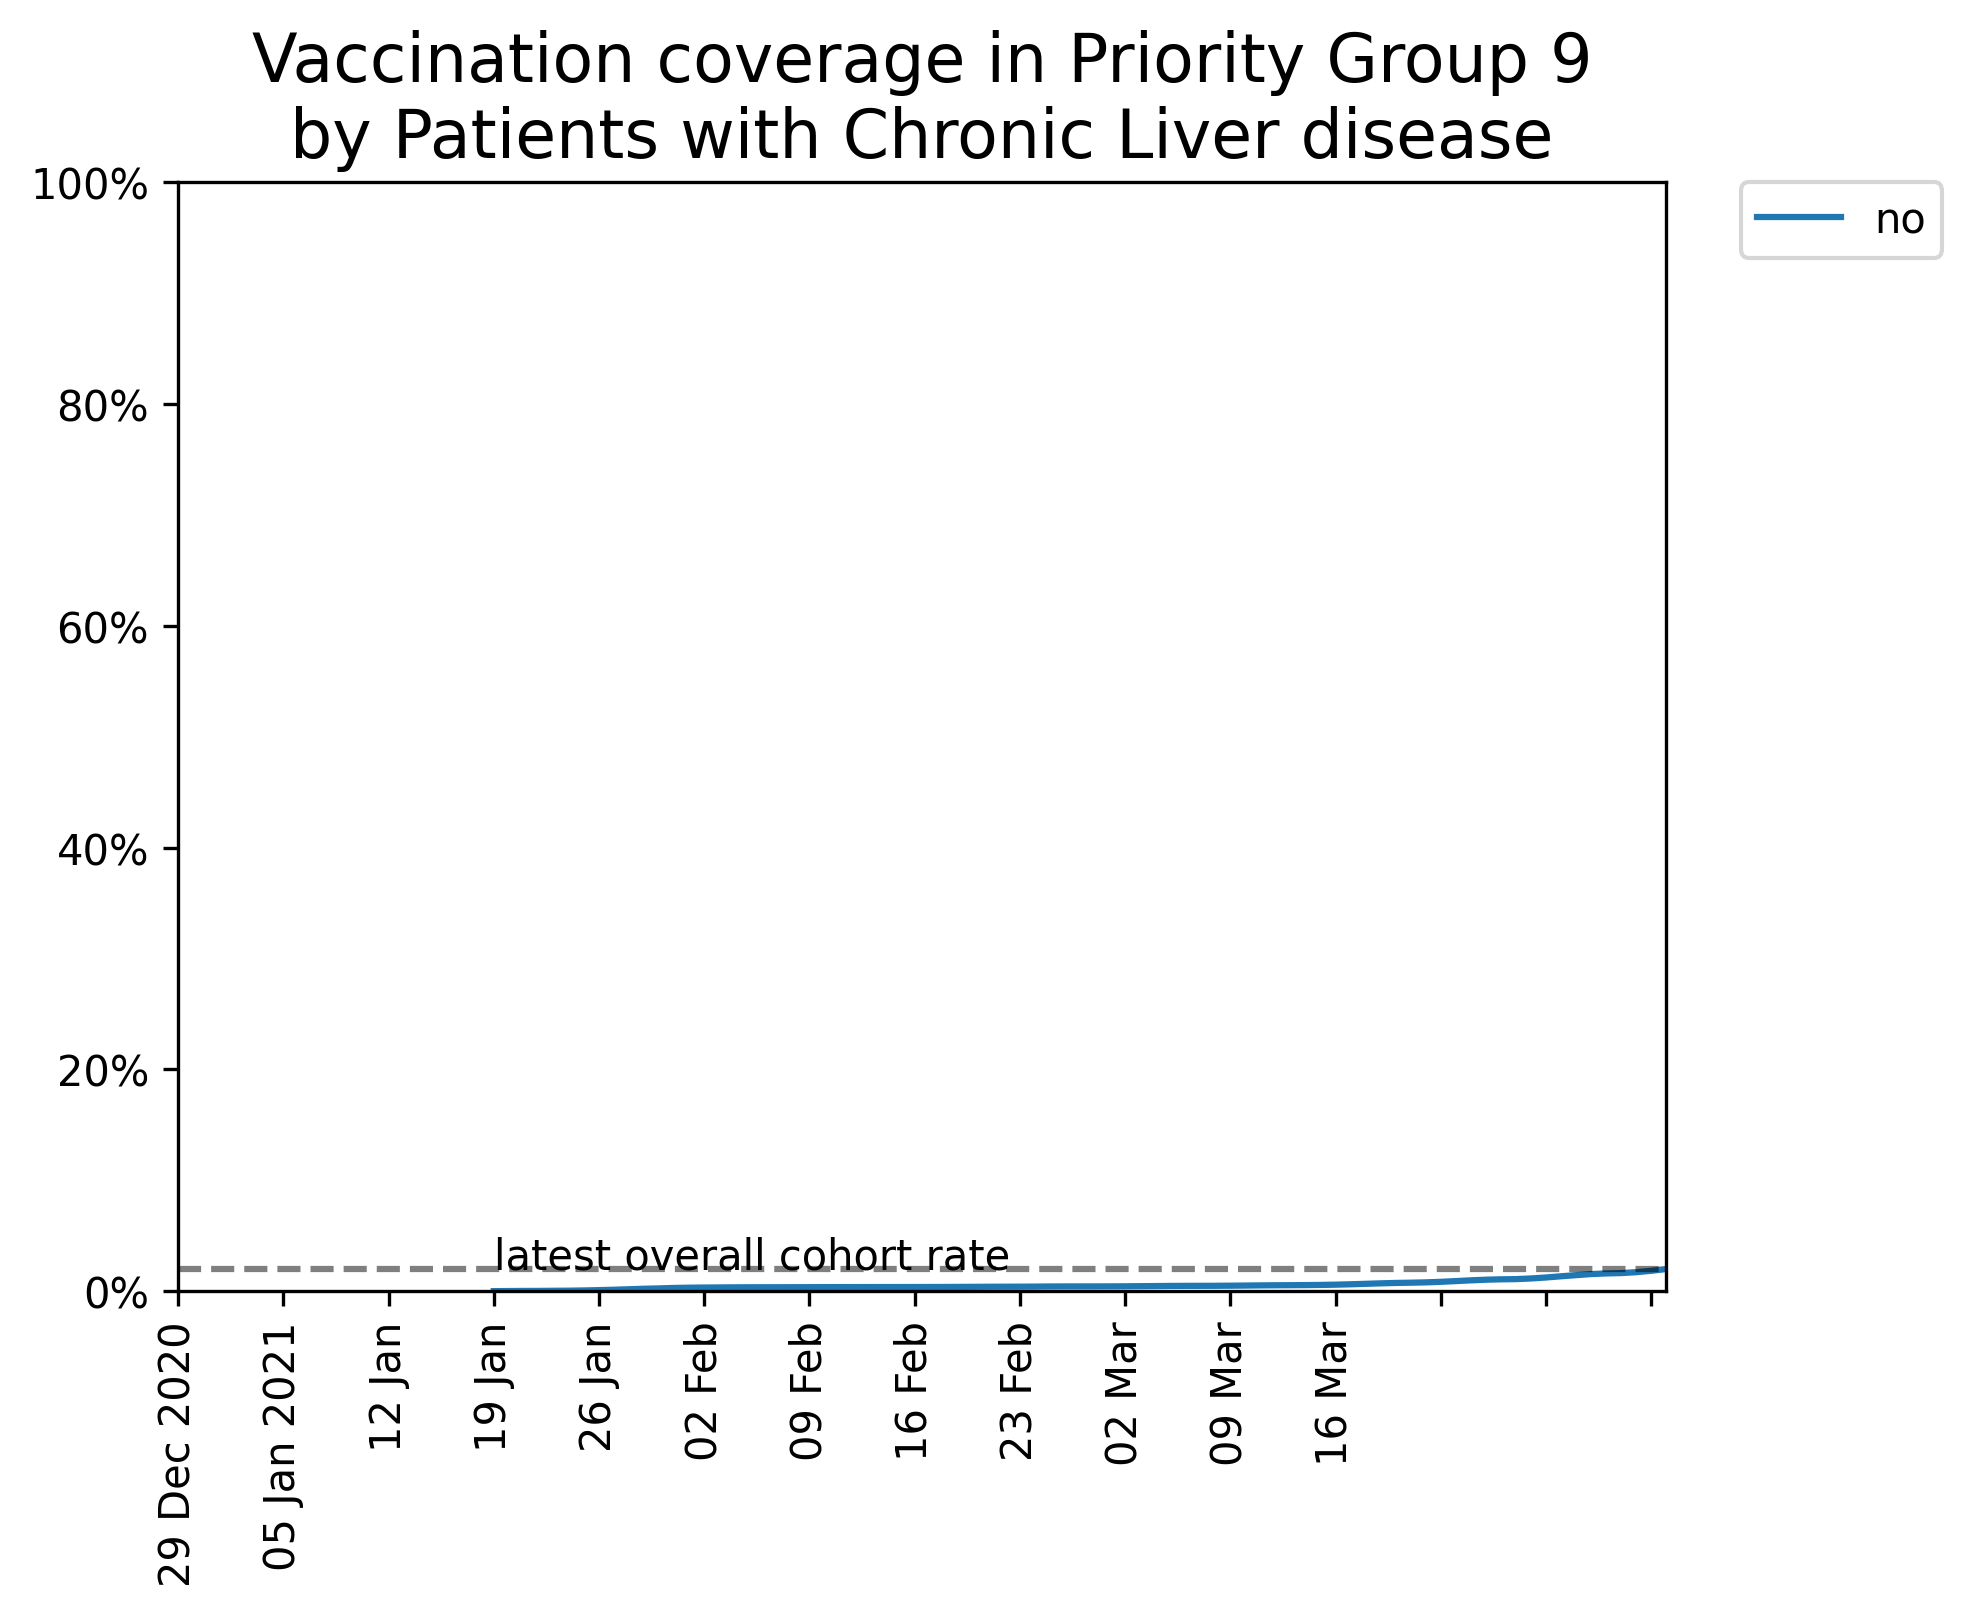 Vaccination coverage in Priority Group 9
by Patients with Chronic Liver disease
100%
80%
60%
40%
20%
0%
no
latest overall cohort rate
29 Dec 2020
05 Jan 2021
12 Jan
19 Jan
26 Jan
02 Feb
09 Feb
16 Feb
23 Feb
02 Mar
09 Mar
16 Mar